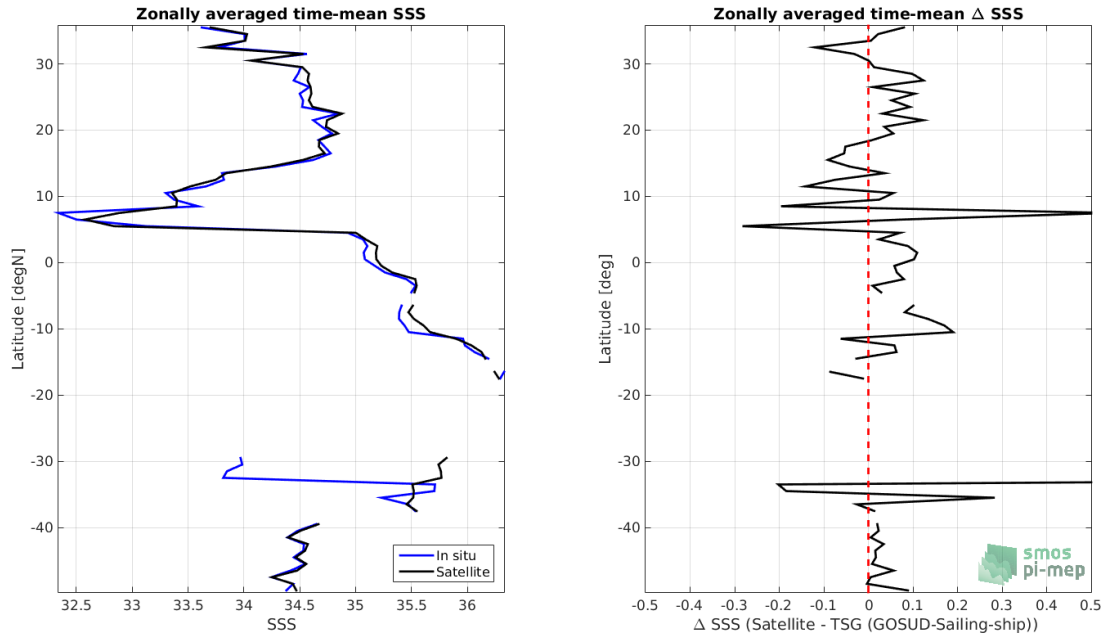 Zonally averaged time-mean SSS
Latitude [degN]
30
20
10
0
-10
-20
-30
-40
32.5 33 33.5 34 34.5 35 35.5 36
SSS
In situ
Satellite
Zonally averaged time-mean Δ SSS
Latitude [deg]
30
20
10
0
-10
-20
-30
-40
-0.5 -0.4 -0.3 -0.2 -0.1 0 0.1 0.2 0.3 0.4 0.5
Δ SSS (Satellite - TSG (GOSUD-Sailing-ship))
smos
pi-mep